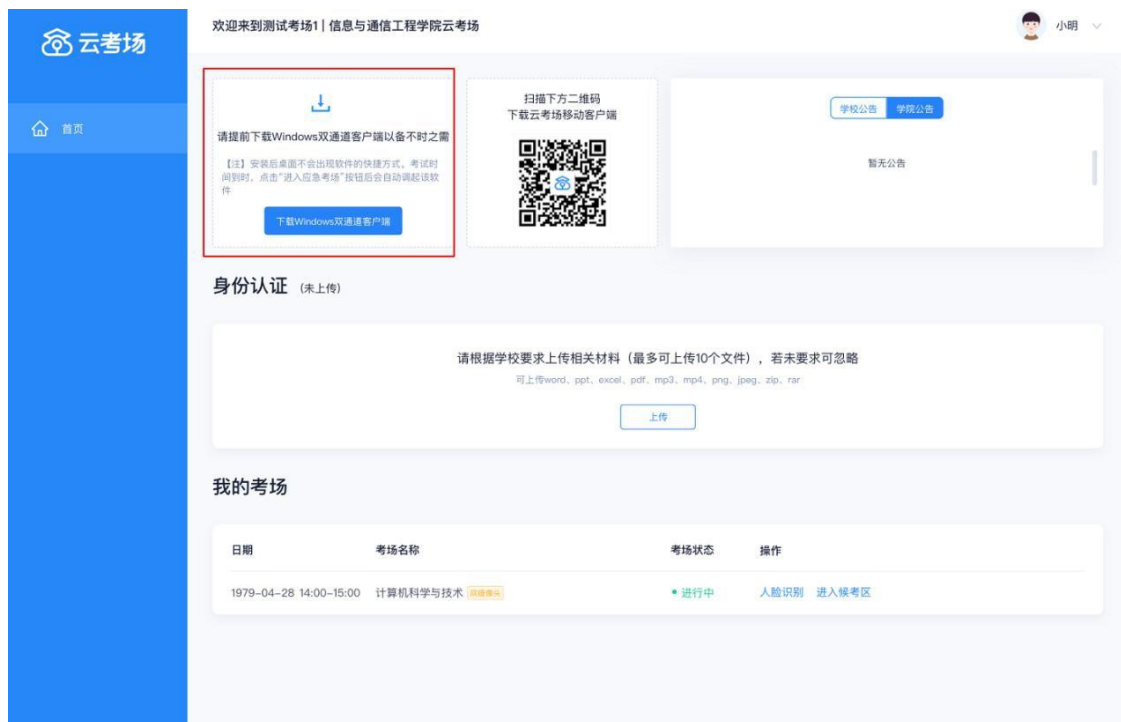 云考场
欢迎来到测试考场1 | 信息与通信工程学院云考场
小明
首页
请提前下载Windows双通道客户端以备不时之需
【注】安装后桌面不会出现软件的快捷方式，考试时
间到时，点击“进入应急考场”按钮后会自动调起该软
件
下载Windows双通道客户端
扫描下方二维码
下载云考场移动客户端
学校公告 学院公告
暂无公告
身份认证 (未上传)
请根据学校要求上传相关材料（最多可上传10个文件），若未要求可忽略
可上传word、ppt、excel、pdf、mp3、mp4、png、jpeg、zip、rar
上传
我的考场
日期 考场名称 考场状态 操作
1979-04-28 14:00-15:00 计算机科学与技术 双摄像头 进行中 人脸识别 进入候考区